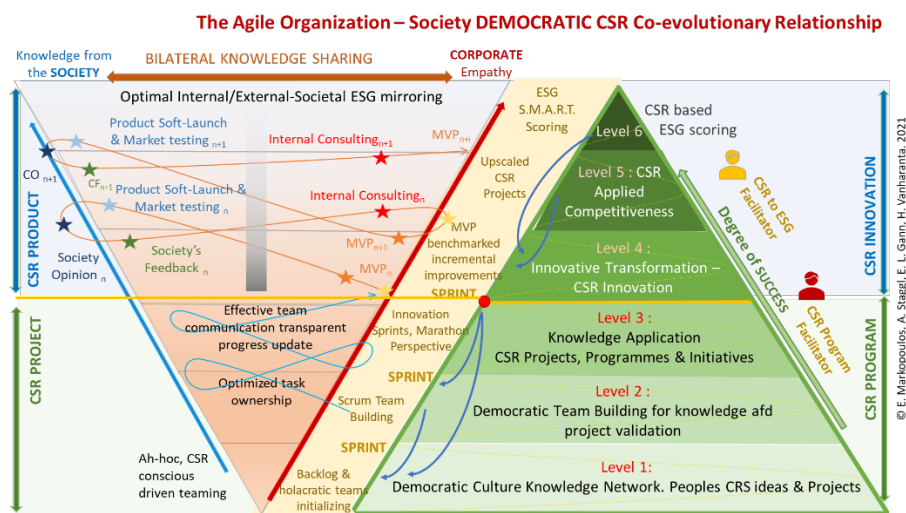 The Agile Organization – Society DEMOCRATIC CSR Co-evolutionary Relationship
Knowledge from
the SOCIETY
BILATERAL KNOWLEDGE SHARING
CORPORATE
Empathy
Optimal Internal/External-Societal ESG mirroring
ESG
S.M.A.R.T.
Scoring
Product Soft-Launch
& Market testing n+1
Internal Consulting n+1
MVP n+i
CO n+1
CF n+1
Product Soft-Launch &
Market testing n
Internal Consulting n
Upscaled
CSR
Projects
MVP n+1
MVP
benchmarked
incremental
improvements
Society
Opinion n
Society's
Feedback n
MVP n
SPRINT
CSR PRODUCT
CSR PROJECT
Effective team
communication transparent
progress update
Innovation
Sprints, Marathon
Perspective
Optimized task
ownership
SPRINT
Scrum Team
Building
SPRINT
Ah-hoc, CSR
conscious
driven teaming
Backlog &
holacratic teams
initializing
Level 6
CSR based
ESG scoring
Level 5 : CSR
Applied
Competitiveness
Level 4 :
Innovative Transformation –
CSR Innovation
Level 3 :
Knowledge Application
CSR Projects, Programmes & Initiatives
Level 2 :
Democratic Team Building for knowledge afd
project validation
Level 1:
Democratic Culture Knowledge Network. Peoples CRS ideas & Projects
Degree of SUCCESS
CSR to ESG
Facilitator
CSR Program
Facilitator
CSR INNOVATION
CSR PROGRAM
© E. Markopoulos, A. Staggl, E. L. Gann, H. Vanharanta. 2021